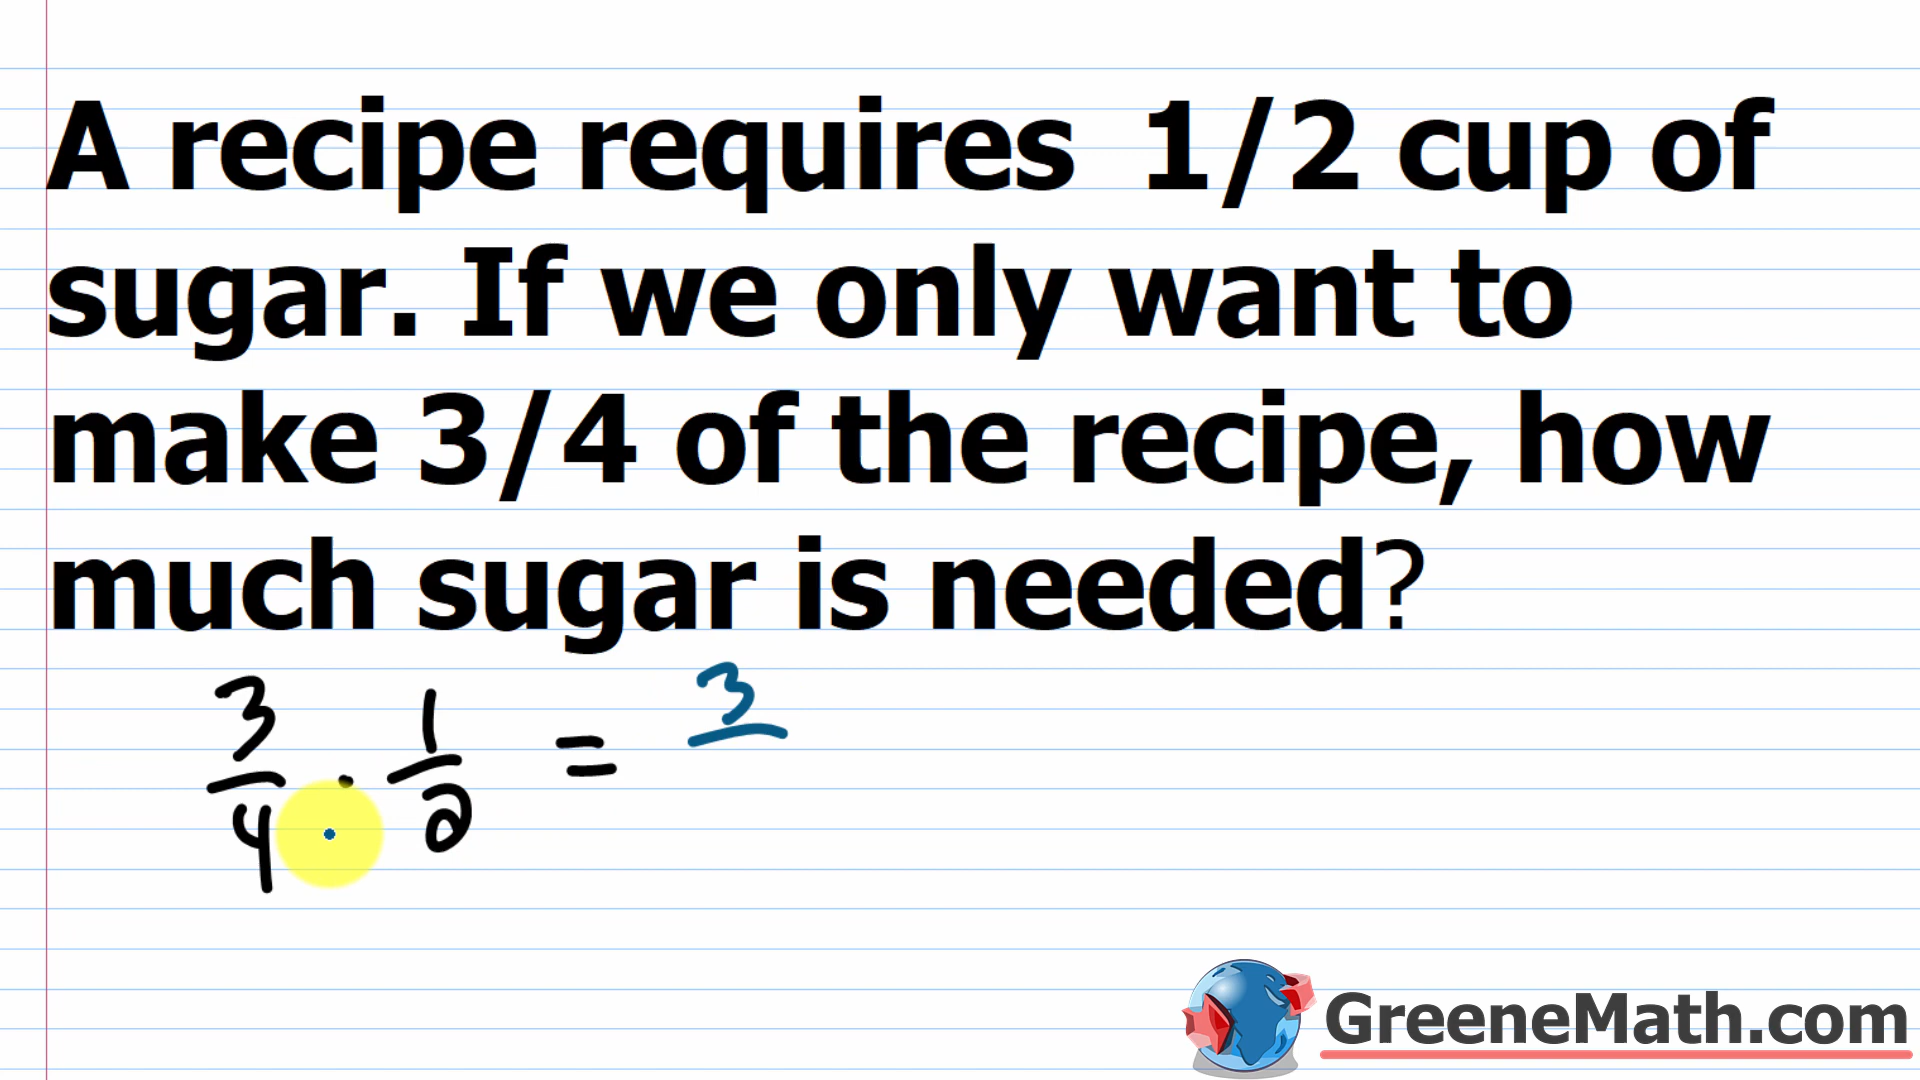 A recipe requires 1/2 cup of
sugar. If we only want to
make 3/4 of the recipe, how
much sugar is needed?
3/4 · 1/2 = 3/
GreeneMath.com